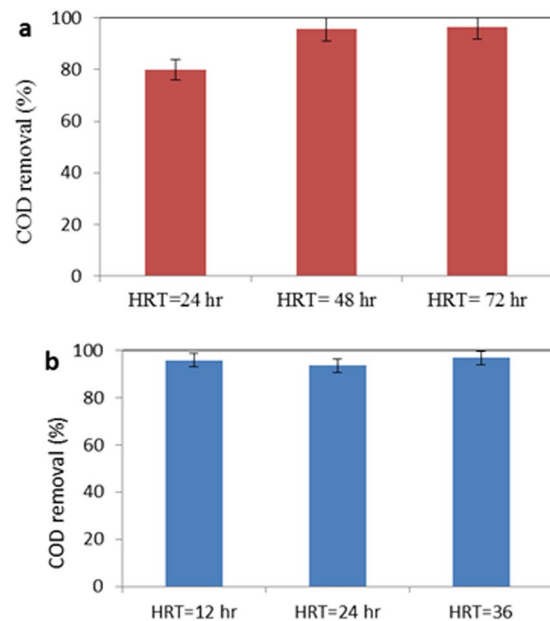 a
COD removal (%)
100
80
60
40
20
0
HRT=24 hr HRT= 48 hr HRT= 72 hr
b
COD removal (%)
100
80
60
40
20
0
HRT=12 hr HRT=24 hr HRT=36